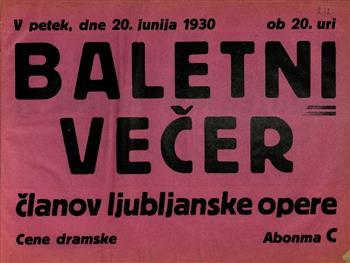 V petek, dne 20. junija 1930 ob 20. uri
BALETNI
VEČER
članov ljubljanske opere
Cene dramske Abonma C